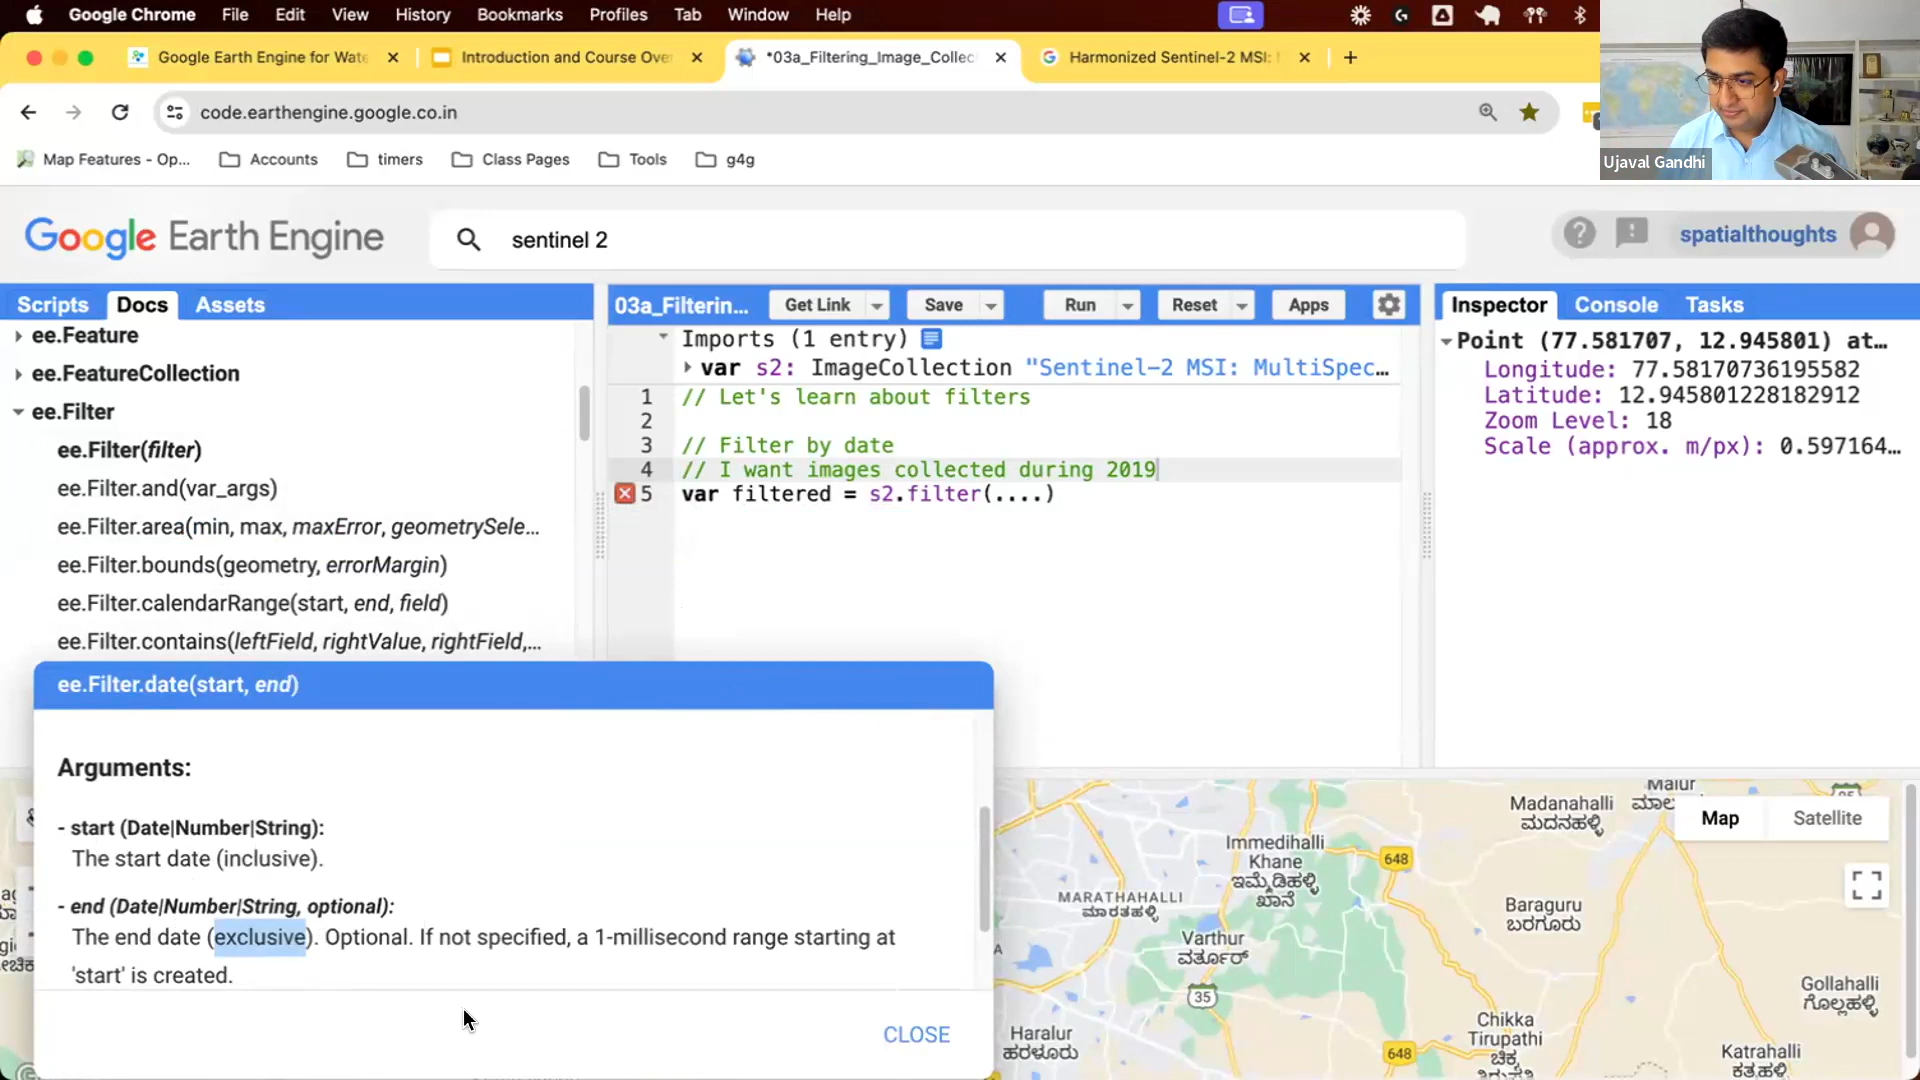 Google Chrome File Edit View History Bookmarks Profiles Tab Window Help
Google Earth Engine for Wate
Introduction and Course Over
*03a_Filtering_Image_Collec
Harmonized Sentinel-2 MSI:
code.earthengine.google.co.in
Map Features - Op...
Accounts
timers
Class Pages
Tools
g4g
Ujaval Gandhi
Google Earth Engine
sentinel 2
spatialthoughts
Scripts Docs Assets
ee.Feature
ee.FeatureCollection
ee.Filter
ee.Filter(filter)
ee.Filter.and(var_args)
ee.Filter.area(min, max, maxError, geometrySele...
ee.Filter.bounds(geometry, errorMargin)
ee.Filter.calendarRange(start, end, field)
ee.Filter.contains(leftField, rightValue, rightField,...
03a_Filterin...
Get Link
Save
Run
Reset
Apps
Imports (1 entry)
var s2: ImageCollection "Sentinel-2 MSI: MultiSpec…
1 // Let's learn about filters
2
3 // Filter by date
4 // I want images collected during 2019
5 var filtered = s2.filter(....)
Inspector Console Tasks
Point (77.581707, 12.945801) at…
Longitude: 77.58170736195582
Latitude: 12.945801228182912
Zoom Level: 18
Scale (approx. m/px): 0.597164…
ee.Filter.date(start, end)
Arguments:
- start (Date|Number|String):
The start date (inclusive).
- end (Date|Number|String, optional):
The end date (exclusive). Optional. If not specified, a 1-millisecond range starting at
'start' is created.
CLOSE
Map
Satellite
Madanahalli
ಮದನಹಳ್ಳಿ
Immedihalli
Khane
ಇಮ್ಮೆಡಿಹಳ್ಳಿ
ಖಾನೆ
648
MARATHAHALLI
ಮಾರತಹಳ್ಳಿ
Baraguru
ಬರಗೂರು
Varthur
ವರ್ತೂರ್
35
Gollahalli
ಗೊಲ್ಲಹಳ್ಳಿ
Haralur
ಹರಳೂರು
Chikka
Tirupathi
ಚಿಕ್ಕ
648
Katrahalli